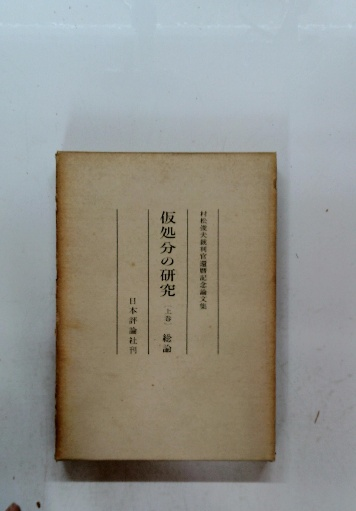 村松俊夫裁判官還暦記念論文集
仮処分の研究 〔上巻〕 総論
日本評論社刊